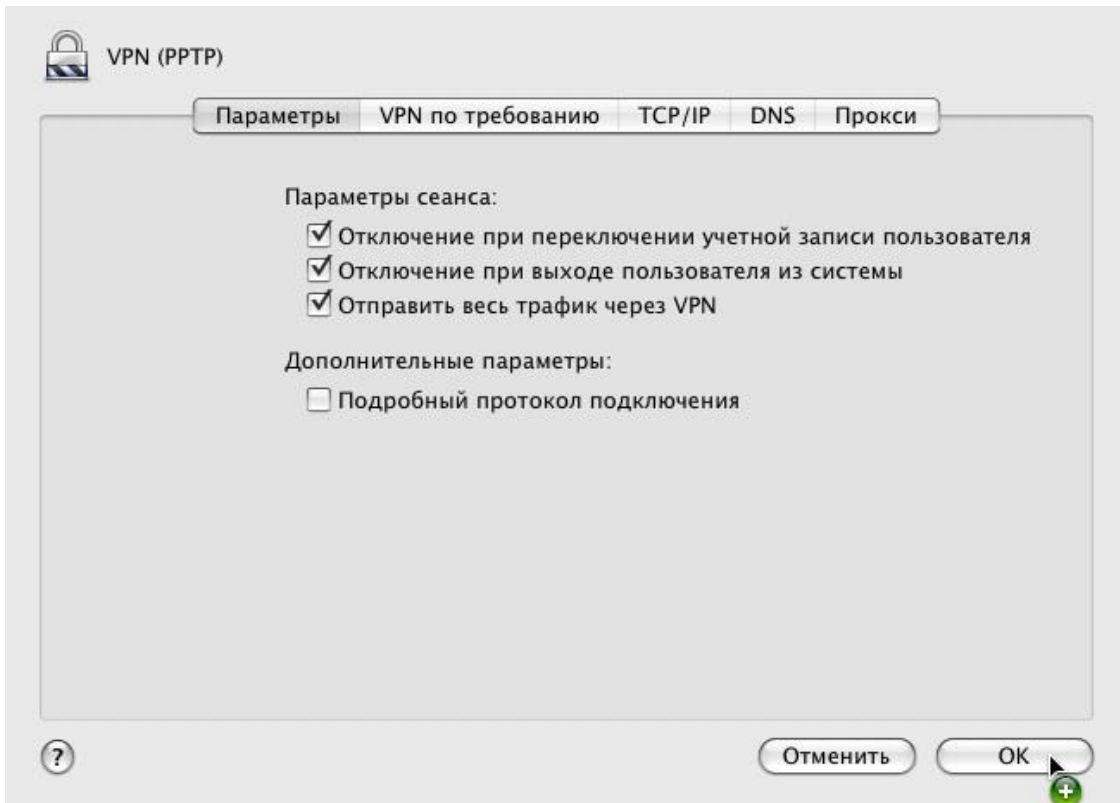 VPN (PPTP)
Параметры VPN по требованию TCP/IP DNS Прокси
Параметры сеанса:
Отключение при переключении учетной записи пользователя
Отключение при выходе пользователя из системы
Отправить весь трафик через VPN
Дополнительные параметры:
Подробный протокол подключения
? Отменить OK